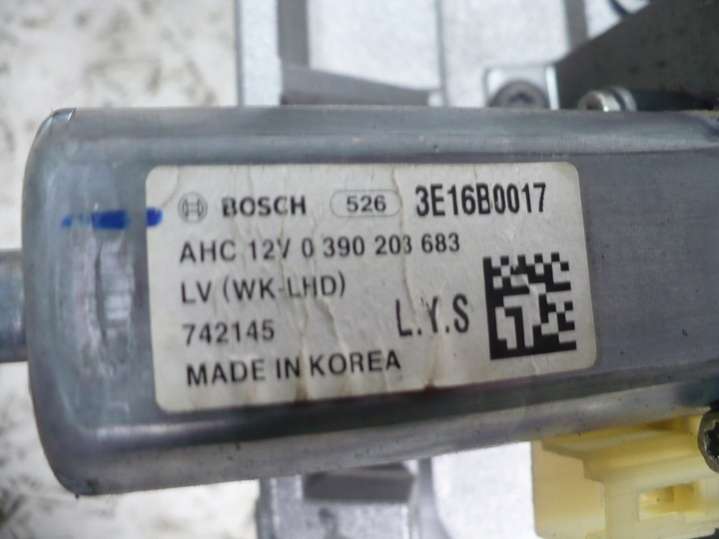 BOSCH 526 3E16B0017
AHC 12V 0 390 203 683
LV (WK-LHD)
742145 L.Y.S
MADE IN KOREA